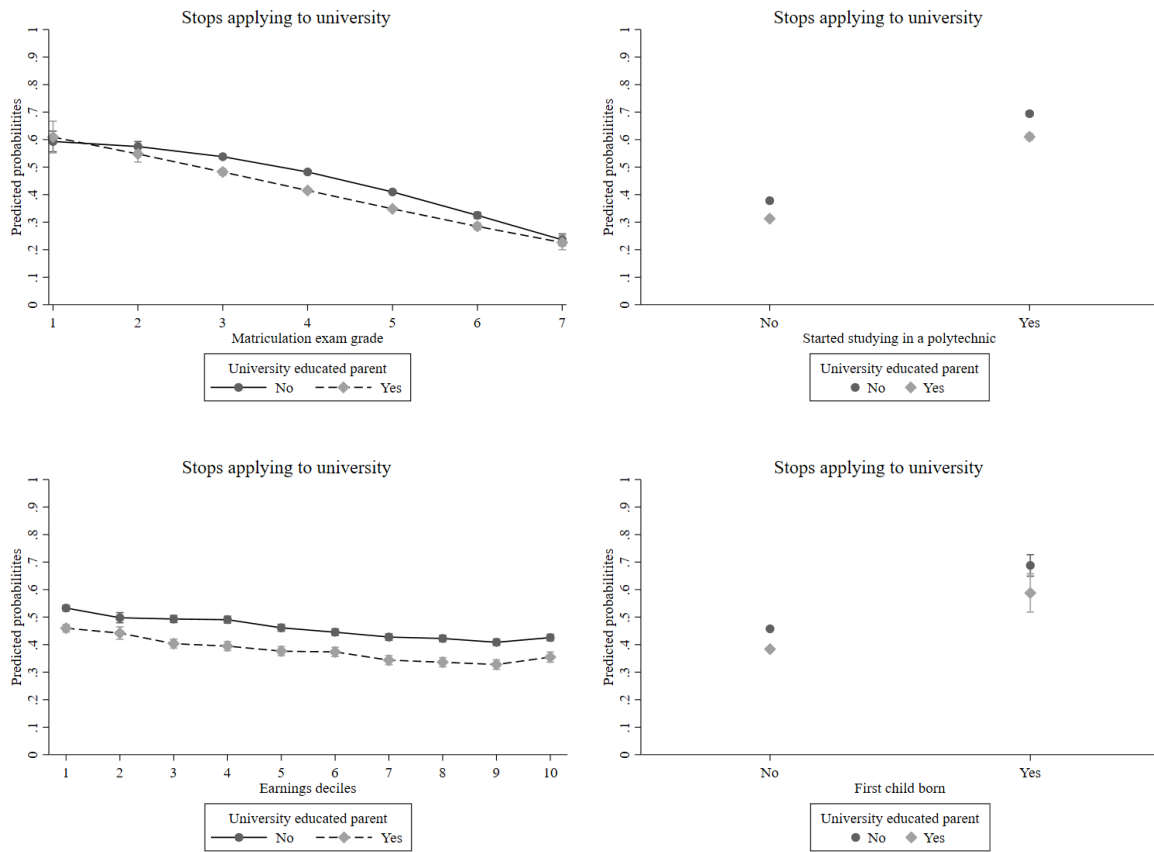 Stops applying to university
Predicted probabilitites
0 .1 .2 .3 .4 .5 .6 .7 .8 .9 1
1 2 3 4 5 6 7
Matriculation exam grade
University educated parent
No Yes
Stops applying to university
Predicted probabilitites
0 .1 .2 .3 .4 .5 .6 .7 .8 .9 1
No Yes
Started studying in a polytechnic
University educated parent
No Yes
Stops applying to university
Predicted probabilitites
0 .1 .2 .3 .4 .5 .6 .7 .8 .9 1
1 2 3 4 5 6 7 8 9 10
Earnings deciles
University educated parent
No Yes
Stops applying to university
Predicted probabilitites
0 .1 .2 .3 .4 .5 .6 .7 .8 .9 1
No Yes
First child born
University educated parent
No Yes